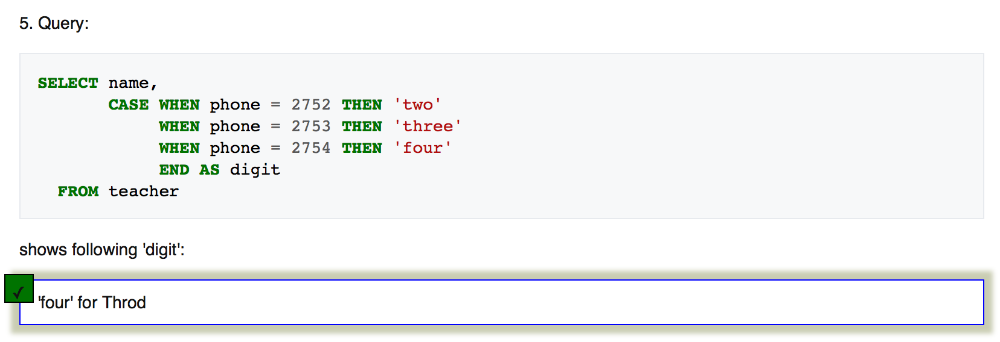 5. Query:
SELECT name,
       CASE WHEN phone = 2752 THEN 'two'
            WHEN phone = 2753 THEN 'three'
            WHEN phone = 2754 THEN 'four'
            END AS digit
  FROM teacher
shows following 'digit':
✓
'four' for Throd